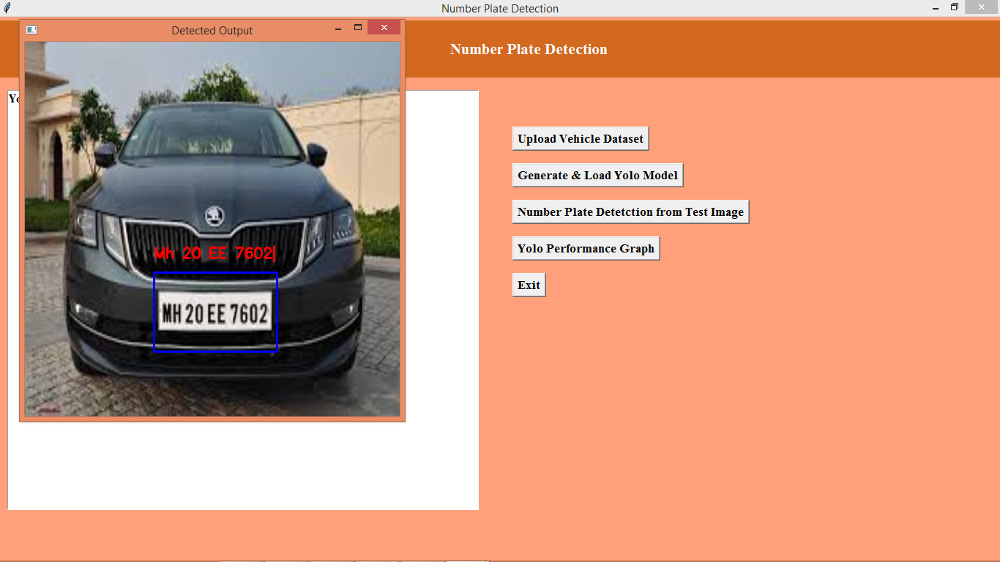 Number Plate Detection
Detected Output
Number Plate Detection
Yo
Upload Vehicle Dataset
Generate & Load Yolo Model
Number Plate Detetction from Test Image
Yolo Performance Graph
Exit
Mh 20 EE 7602|
MH 20 EE 7602